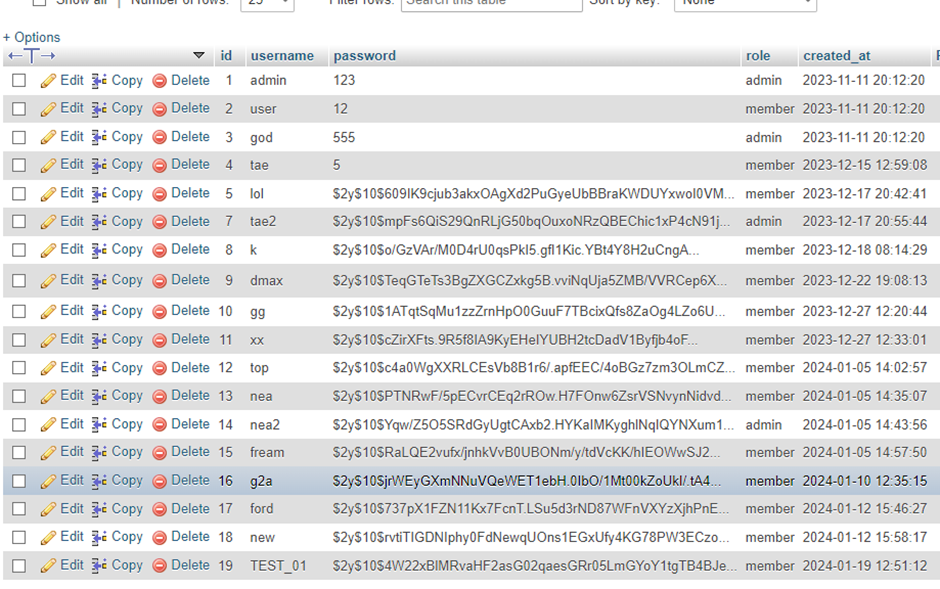 Show all Number of rows: 25 Filter rows: Search this table Sort by key: None
+ Options
←T→ id username password role created_at
Edit Copy Delete 1 admin 123 admin 2023-11-11 20:12:20
Edit Copy Delete 2 user 12 member 2023-11-11 20:12:20
Edit Copy Delete 3 god 555 admin 2023-11-11 20:12:20
Edit Copy Delete 4 tae 5 member 2023-12-15 12:59:08
Edit Copy Delete 5 lol $2y$10$609IK9cjub3akxOAgXd2PuGyeUbBBraKWDUYxwol0VM... member 2023-12-17 20:42:41
Edit Copy Delete 7 tae2 $2y$10$mpFs6QiS29QnRLjG50bqOuxoNRzQBEChic1xP4cN91j... admin 2023-12-17 20:55:44
Edit Copy Delete 8 k $2y$10$o/GzVAr/M0D4rU0qsPkI5.gfl1Kic.YBt4Y8H2uCngA... member 2023-12-18 08:14:29
Edit Copy Delete 9 dmax $2y$10$TeqGTeTs3BgZXGCZxkg5B.vviNqUja5ZMB/VVRCep6X... member 2023-12-22 19:08:13
Edit Copy Delete 10 gg $2y$10$1ATqtSqMu1zzZrnHpO0GuuF7TBcixQfs8ZaOg4LZo6U... member 2023-12-27 12:20:44
Edit Copy Delete 11 xx $2y$10$cZirXFts.9R5f8IA9KyEHeIYUBH2tcDadV1Byfjb4oF... member 2023-12-27 12:33:01
Edit Copy Delete 12 top $2y$10$c4a0WgXXRLCEsVb8B1r6/.apfEEC/4oBGz7zm3OLmCZ... member 2024-01-05 14:02:57
Edit Copy Delete 13 nea $2y$10$PTNRwF/5pECvrCEq2rROw.H7FOnw6ZsrVSNvynNidvd... member 2024-01-05 14:35:07
Edit Copy Delete 14 nea2 $2y$10$Yqw/Z5O5SRdGyUgtCAxb2.HYKaIMKyghlNqIQYNXum1... admin 2024-01-05 14:43:56
Edit Copy Delete 15 fream $2y$10$RaLQE2vufx/jnhkVvB0UBONm/y/tdVcKK/hIEOWwSJ2... member 2024-01-05 14:57:50
Edit Copy Delete 16 g2a $2y$10$jrWEyGXmNNuVQeWET1ebH.0IbO/1Mt00kZoUkI/.tA4... member 2024-01-10 12:35:15
Edit Copy Delete 17 ford $2y$10$737pX1FZN11Kx7FcnT.LSu5d3rND87WFnVXYzXjhPnE... member 2024-01-12 15:46:27
Edit Copy Delete 18 new $2y$10$rvtiTIGDNIphy0FdNewqUOns1EGxUfy4KG78PW3ECzo... member 2024-01-12 15:58:17
Edit Copy Delete 19 TEST_01 $2y$10$4W22xBlMRvaHF2asG02qaesGRr05LmGYoY1tgTB4BJe... member 2024-01-19 12:51:12